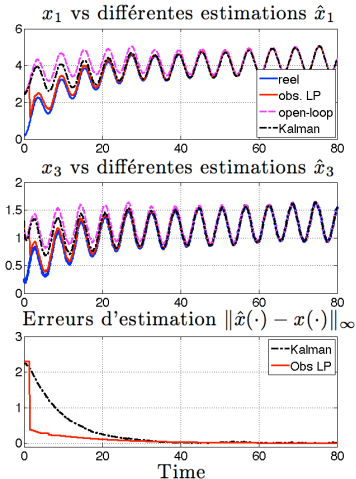 x₁ vs différentes estimations x̂₁
6
4
2
0
0 20 40 60 80
reel
obs. LP
open-loop
Kalman
x₃ vs différentes estimations x̂₃
2
1.5
1
0.5
0
0 20 40 60 80
Erreurs d'estimation ‖x̂(·) − x(·)‖∞
3
2
1
0
0 20 40 60 80
Kalman
Obs LP
Time